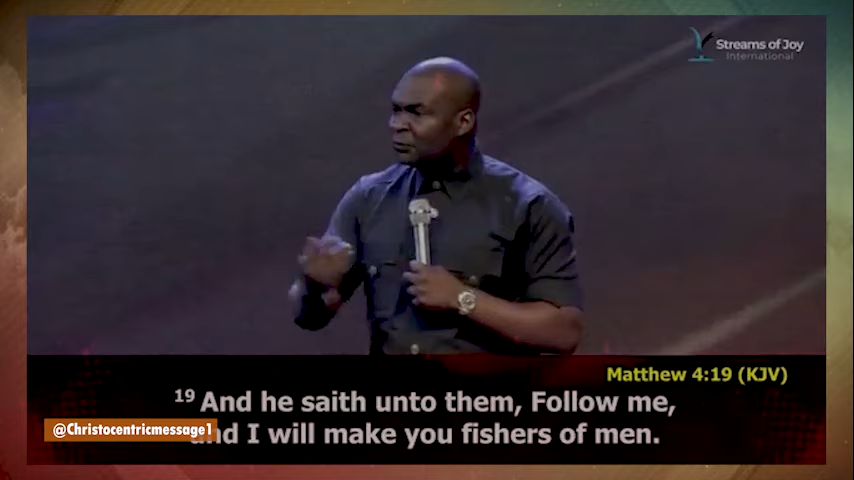 Streams of Joy
International
Matthew 4:19 (KJV)
19 And he saith unto them, Follow me,
@Christocentricmessage1
and I will make you fishers of men.